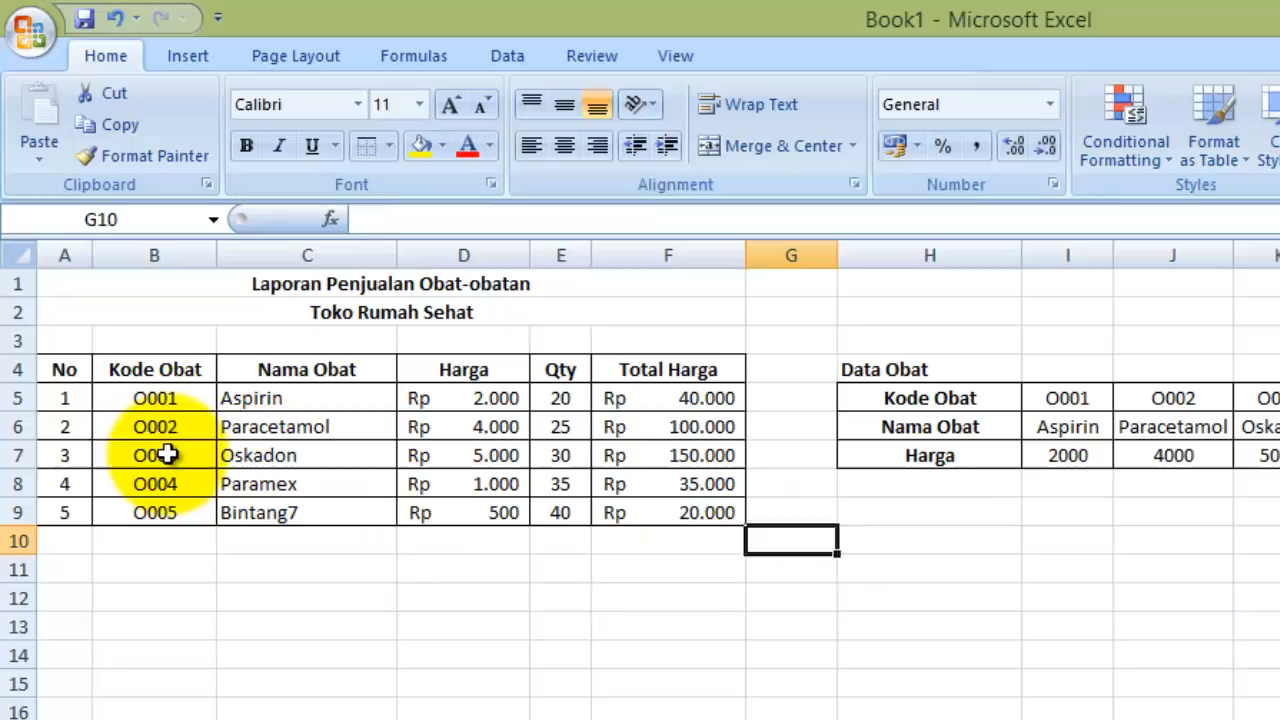 Book1 - Microsoft Excel
Home Insert Page Layout Formulas Data Review View
Cut
Copy
Paste
Format Painter
Clipboard
Calibri 11
Font
Wrap Text
Merge & Center
Alignment
General
Number
Conditional Formatting
Format as Table
Styles
G10
A B C D E F G H I J
1 Laporan Penjualan Obat-obatan
2 Toko Rumah Sehat
3
4 No Kode Obat Nama Obat Harga Qty Total Harga Data Obat
5 1 O001 Aspirin Rp 2.000 20 Rp 40.000 Kode Obat O001 O002
6 2 O002 Paracetamol Rp 4.000 25 Rp 100.000 Nama Obat Aspirin Paracetamol
7 3 Oskadon Rp 5.000 30 Rp 150.000 Harga 2000 4000
8 4 O004 Paramex Rp 1.000 35 Rp 35.000
9 5 O005 Bintang7 Rp 500 40 Rp 20.000
10
11
12
13
14
15
16